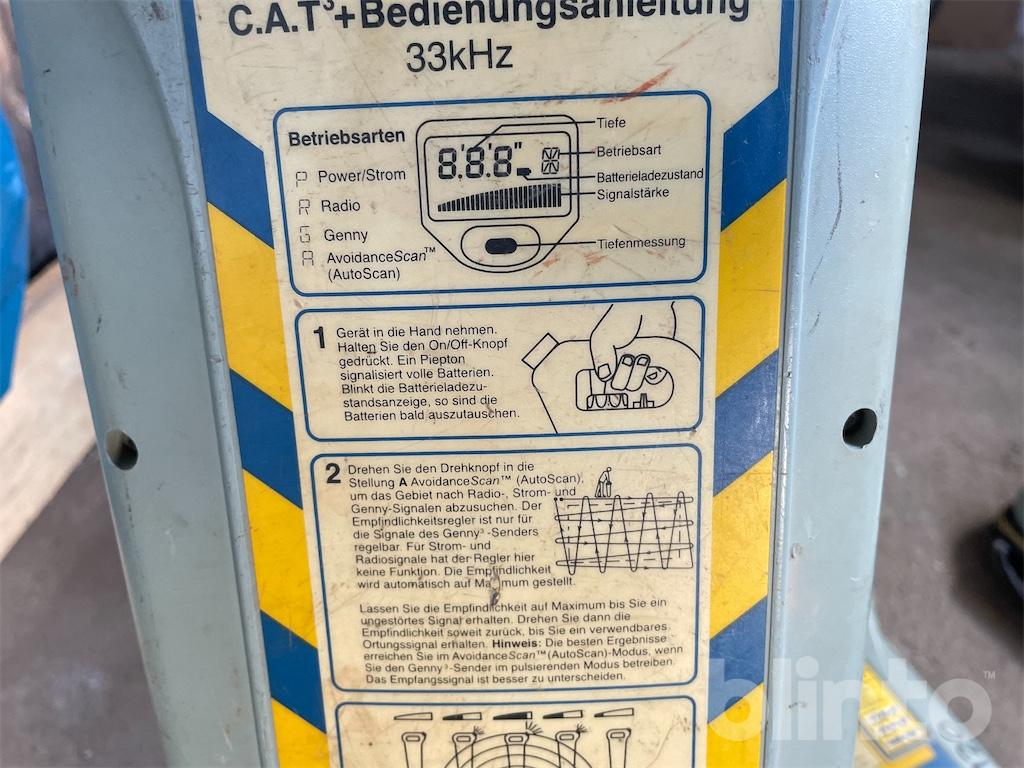 C.A.T³+Bedienungsanleitung
33kHz
Betriebsarten
P Power/Strom
R Radio
G Genny
A AvoidanceScan™
(AutoScan)
8.8.8"
Tiefe
Betriebsart
Batterieladezustand
Signalstärke
Tiefenmessung
1 Gerät in die Hand nehmen.
Halten Sie den On/Off-Knopf
gedrückt. Ein Piepton
signalisiert volle Batterien.
Blinkt die Batterieladezu-
standsanzeige, so sind die
Batterien bald auszutauschen.
2 Drehen Sie den Drehknopf in die
Stellung A AvoidanceScan™ (AutoScan),
um das Gebiet nach Radio-, Strom- und
Genny-Signalen abzusuchen. Der
Empfindlichkeitsregler ist nur für
die Signale des Genny³-Senders
regelbar. Für Strom- und
Radiosignale hat der Regler hier
keine Funktion. Die Empfindlichkeit
wird automatisch auf Maximum gestellt.
Lassen Sie die Empfindlichkeit auf Maximum bis Sie ein
ungestörtes Signal erhalten. Drehen Sie dann die
Empfindlichkeit soweit zurück, bis Sie ein verwendbares
Ortungssignal erhalten. Hinweis: Die besten Ergebnisse
erreichen Sie im AvoidanceScan™(AutoScan)-Modus, wenn
Sie den Genny³-Sender im pulsierenden Modus betreiben.
Das Empfangssignal ist besser zu unterscheiden.
blinto™